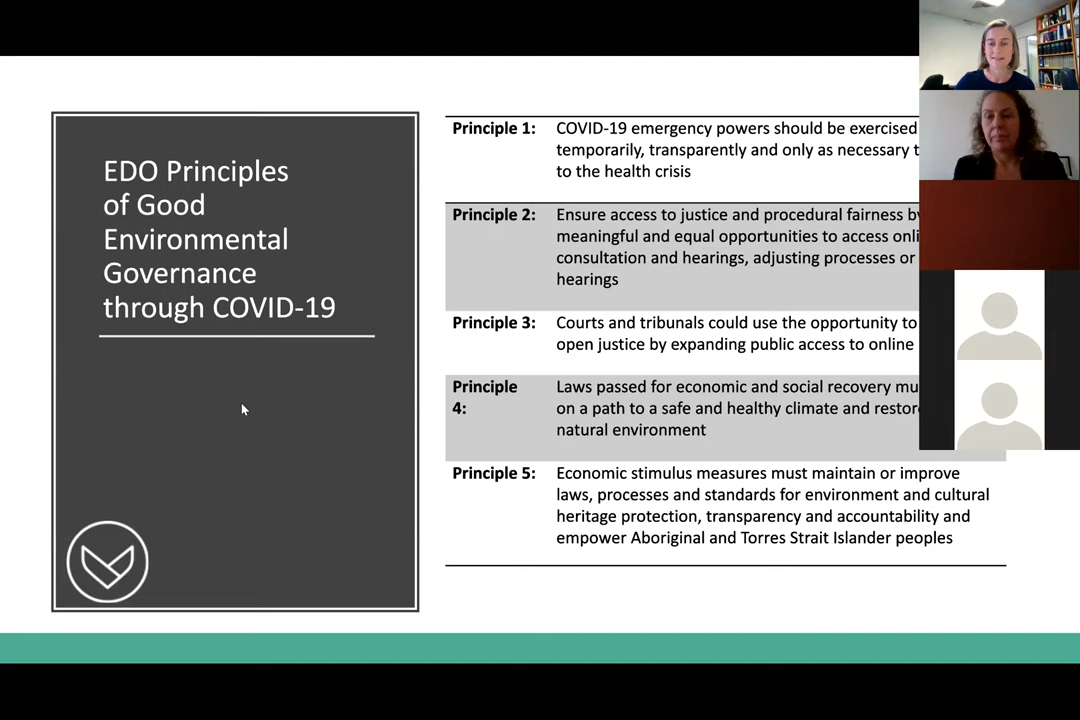 EDO Principles
of Good
Environmental
Governance
through COVID-19
Principle 1:
COVID-19 emergency powers should be exercised
temporarily, transparently and only as necessary
to the health crisis
Principle 2:
Ensure access to justice and procedural fairness
meaningful and equal opportunities to access
consultation and hearings, adjusting processes or
hearings
Principle 3:
Courts and tribunals could use the opportunity to
open justice by expanding public access to online
Principle
4:
Laws passed for economic and social recovery
on a path to a safe and healthy climate and
natural environment
Principle 5:
Economic stimulus measures must maintain or improve
laws, processes and standards for environment and cultural
heritage protection, transparency and accountability and
empower Aboriginal and Torres Strait Islander peoples